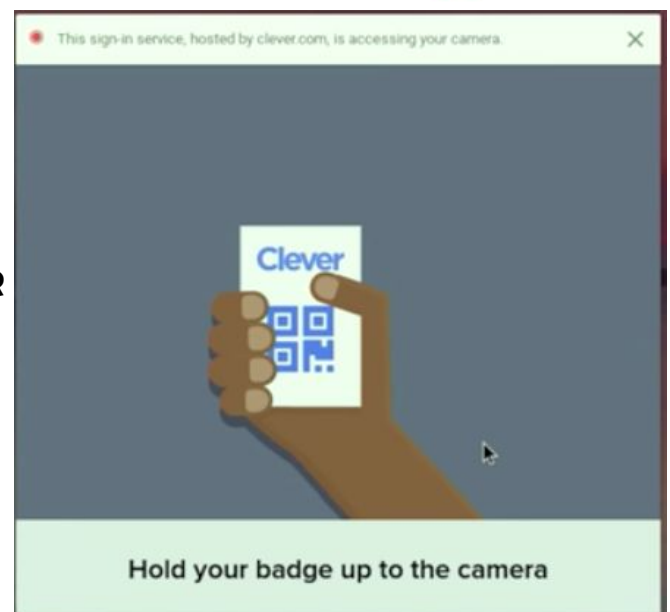 This sign-in service, hosted by clever.com, is accessing your camera.
Clever
Hold your badge up to the camera